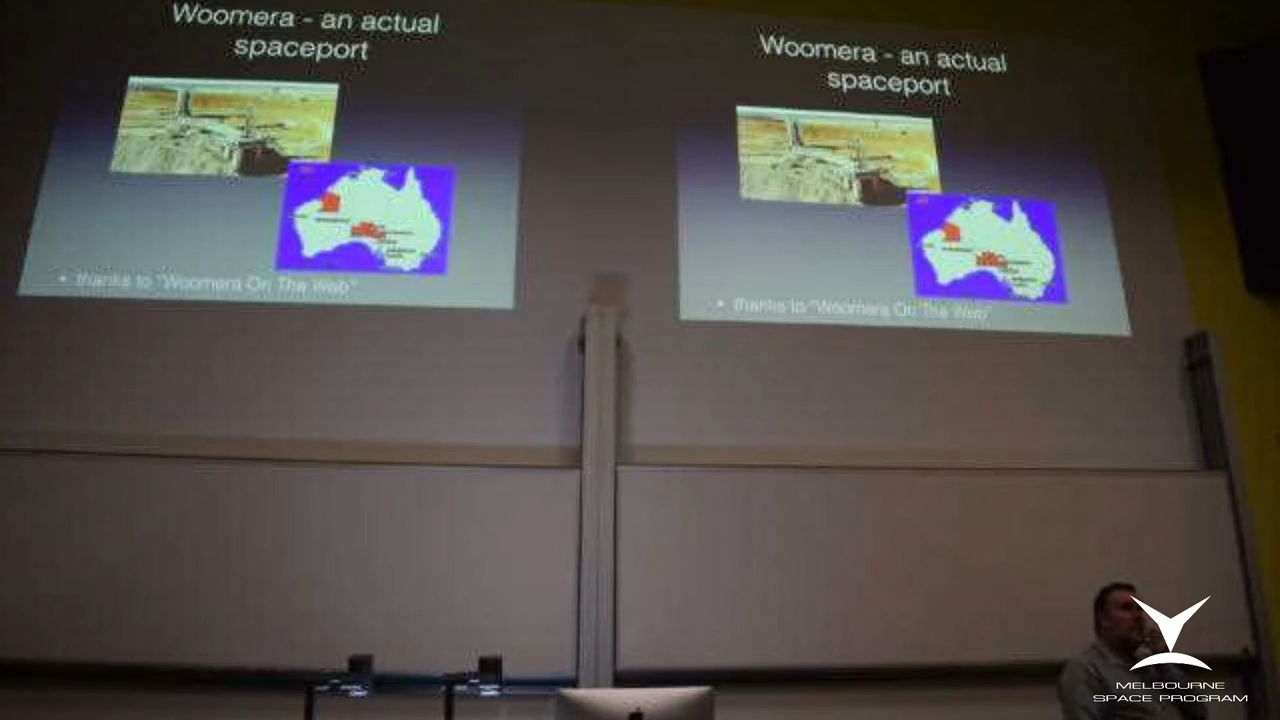 Woomera - an actual
spaceport
• thanks to "Woomera On The Web"
Woomera - an actual
spaceport
• thanks to "Woomera On The Web"
MELBOURNE
SPACE PROGRAM